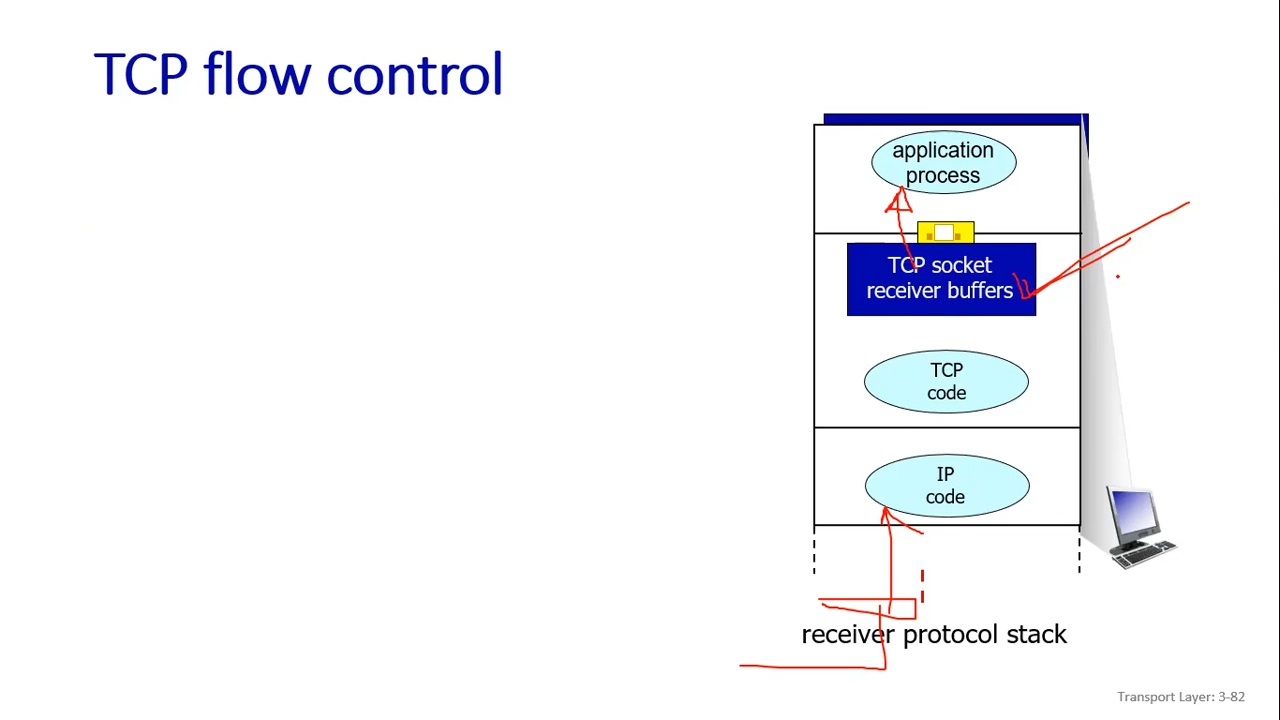 TCP flow control
application
process
TCP socket
receiver buffers
TCP
code
IP
code
receiver protocol stack
Transport Layer: 3-82